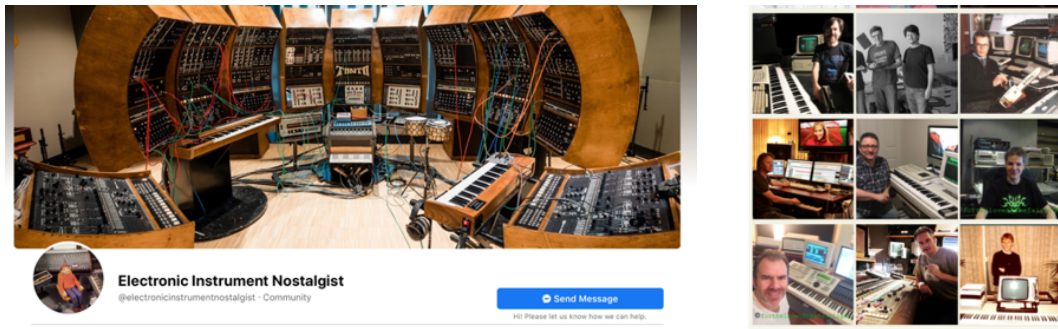 TONTO
Electronic Instrument Nostalgist
@electronicinstrumentnostalgist · Community
Send Message
Hi! Please let us know how we can help.